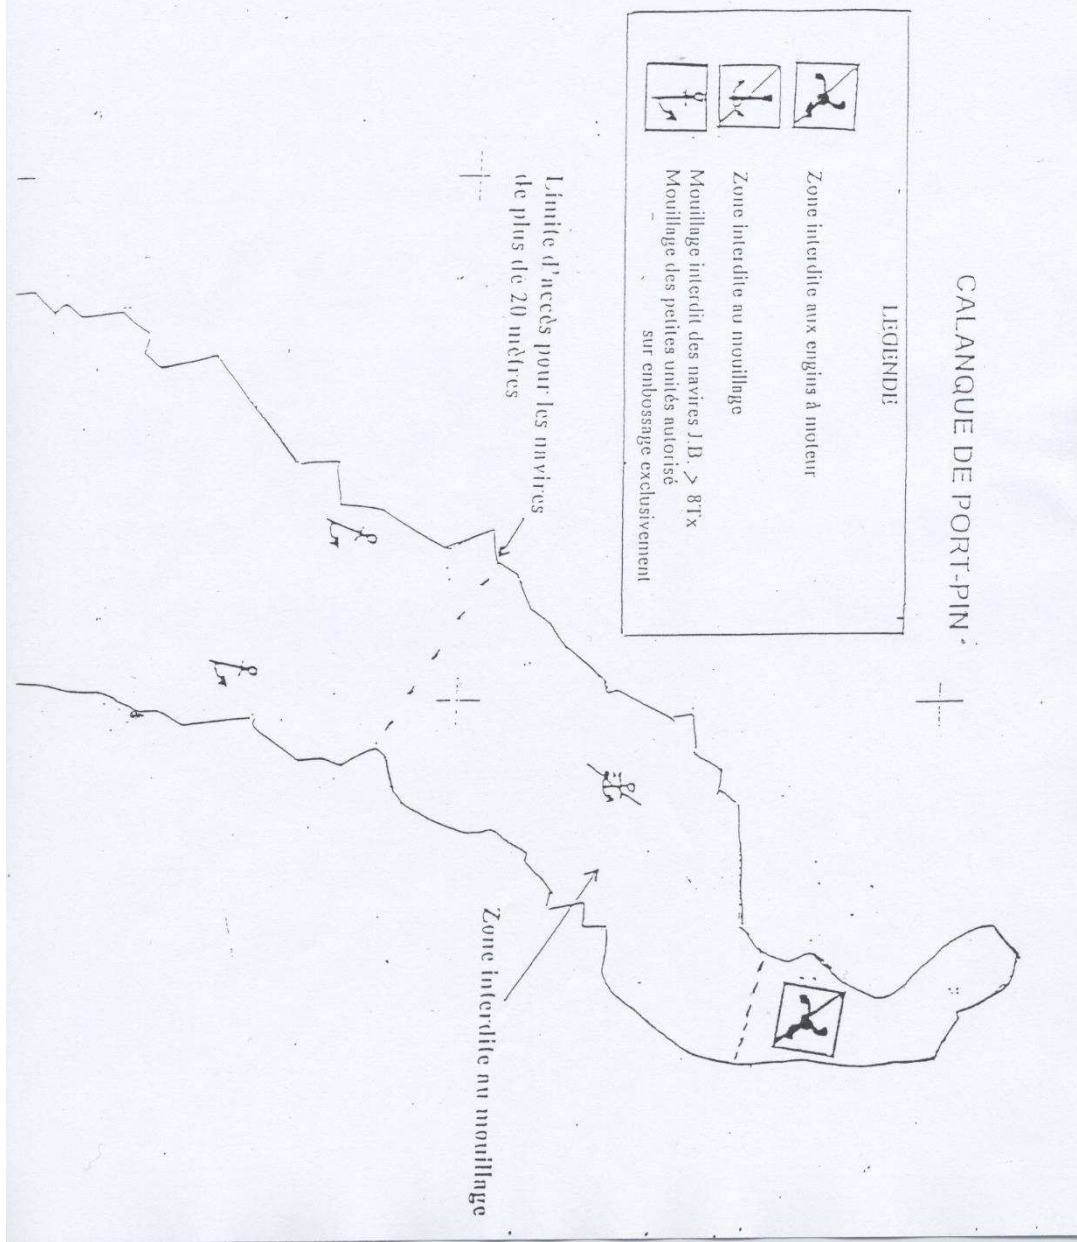 CALANQUE DE PORT-PIN
LEGENDE
Zone interdite aux engins à moteur
Zone interdite au mouillage
Mouillage interdit des navires J.B. > 8Tx
Mouillage des petites unités autorisé
sur embossage exclusivement
Limite d'accès pour les navires
de plus de 20 mètres
Zone interdite au mouillage